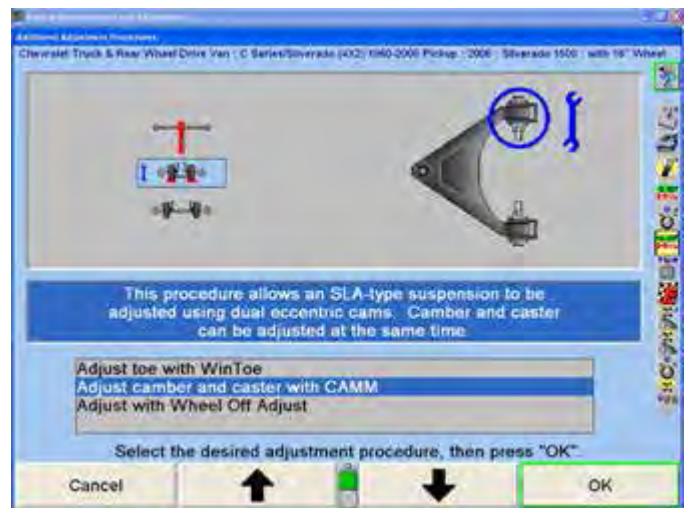 Additional Adjustment Procedures
Chevrolet Truck & Rear Wheel Drive Van : C Series/Silverado (4X2) 1960-2006 Pickup : 2006 : Silverado 1500 : with 16" Wheel
This procedure allows an SLA-type suspension to be
adjusted using dual eccentric cams.  Camber and caster
can be adjusted at the same time.
Adjust toe with WinToe
Adjust camber and caster with CAMM
Adjust with Wheel Off Adjust
Select the desired adjustment procedure, then press "OK".
Cancel
OK